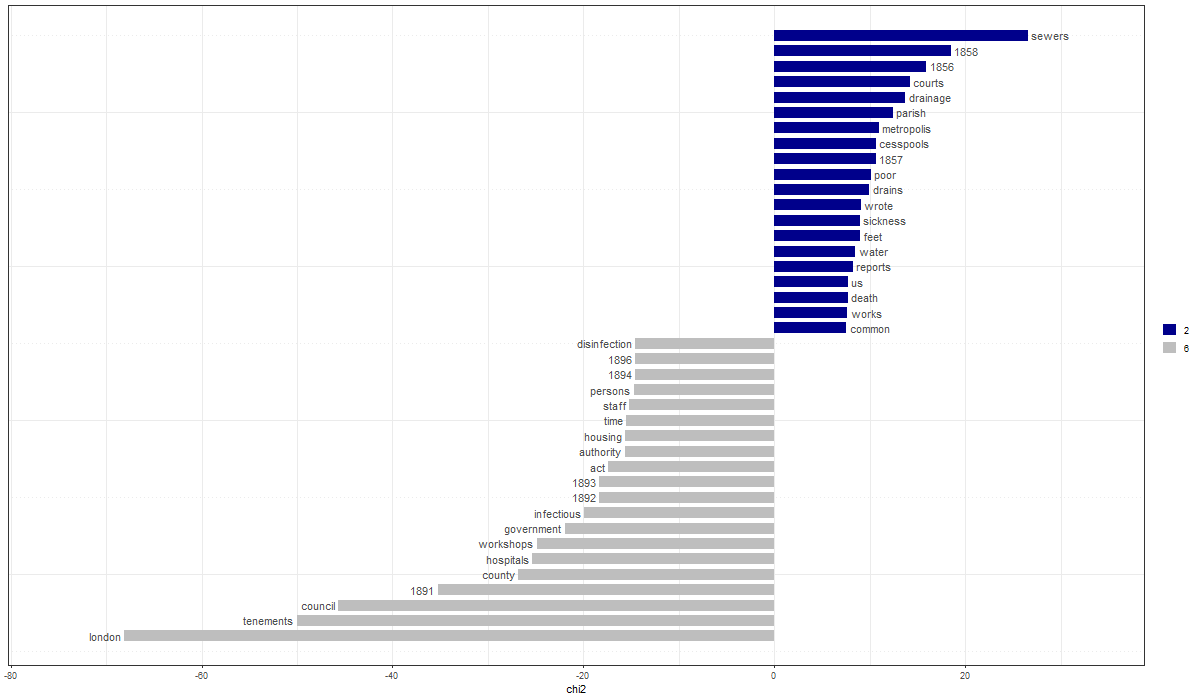 sewers
1858
1856
courts
drainage
parish
metropolis
cesspools
1857
poor
drains
wrote
sickness
feet
water
reports
us
death
works
common
2
6
disinfection
1896
1894
persons
staff
time
housing
authority
act
1893
1892
infectious
government
workshops
hospitals
county
1891
council
tenements
london
-80 -60 -40 -20 0 20
chi2